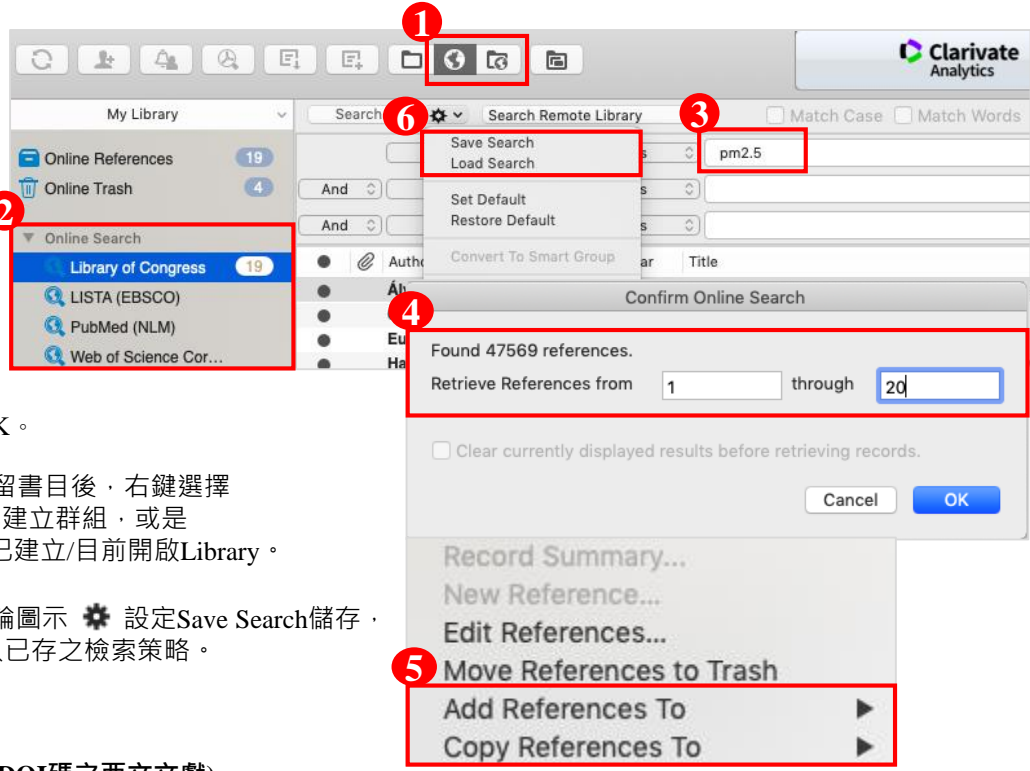 1
Clarivate
Analytics
My Library
Search
6
Search Remote Library
3
Match Case
Match Words
Online References 19
Online Trash 4
Save Search
Load Search
s
pm2.5
And
Set Default
s
And
Restore Default
s
2
Online Search
Convert To Smart Group
Library of Congress 19
Title
LISTA (EBSCO)
PubMed (NLM)
Web of Science Cor...
Confirm Online Search
4
Found 47569 references.
Retrieve References from 1 through 20
Clear currently displayed results before retrieving records.
Cancel
OK
K。
留書目後，右鍵選擇
建立群組，或是
已建立/目前開啟Library。
輪圖示 設定Save Search儲存，
已存之檢索策略。
Record Summary...
New Reference...
Edit References...
5
Move References to Trash
Add References To
Copy References To